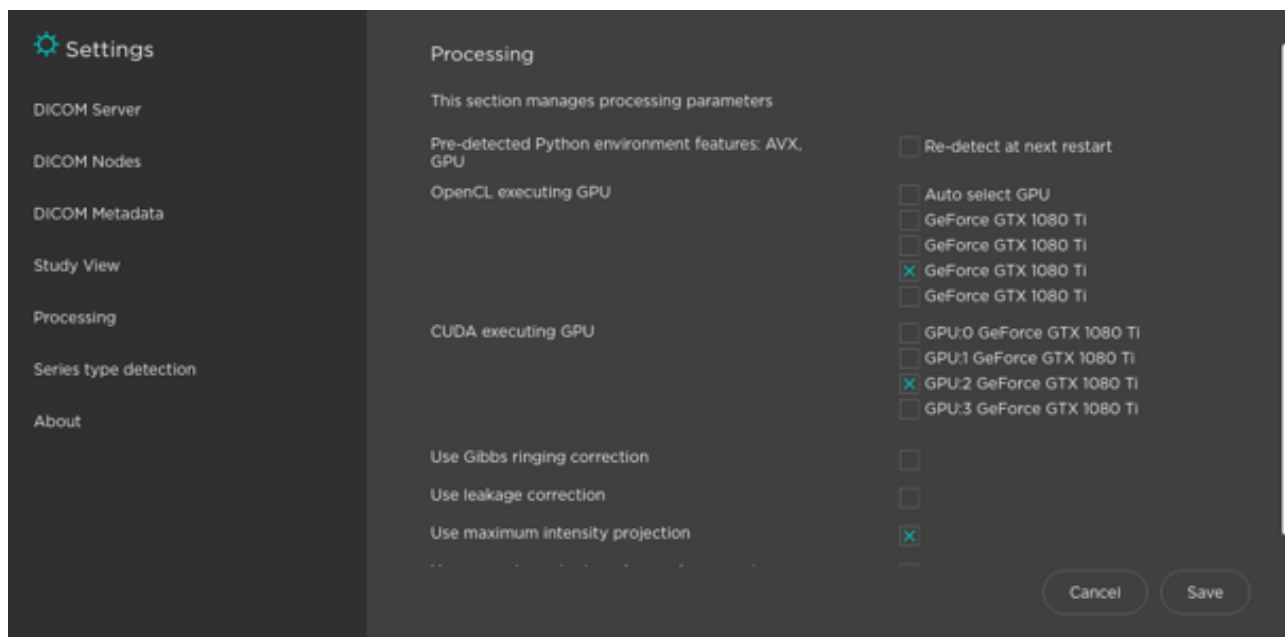 Settings
DICOM Server
DICOM Nodes
DICOM Metadata
Study View
Processing
Series type detection
About
Processing
This section manages processing parameters
Pre-detected Python environment features: AVX,
GPU
Re-detect at next restart
OpenCL executing GPU
Auto select GPU
GeForce GTX 1080 Ti
GeForce GTX 1080 Ti
GeForce GTX 1080 Ti
GeForce GTX 1080 Ti
CUDA executing GPU
GPU:0 GeForce GTX 1080 Ti
GPU:1 GeForce GTX 1080 Ti
GPU:2 GeForce GTX 1080 Ti
GPU:3 GeForce GTX 1080 Ti
Use Gibbs ringing correction
Use leakage correction
Use maximum intensity projection
Cancel
Save